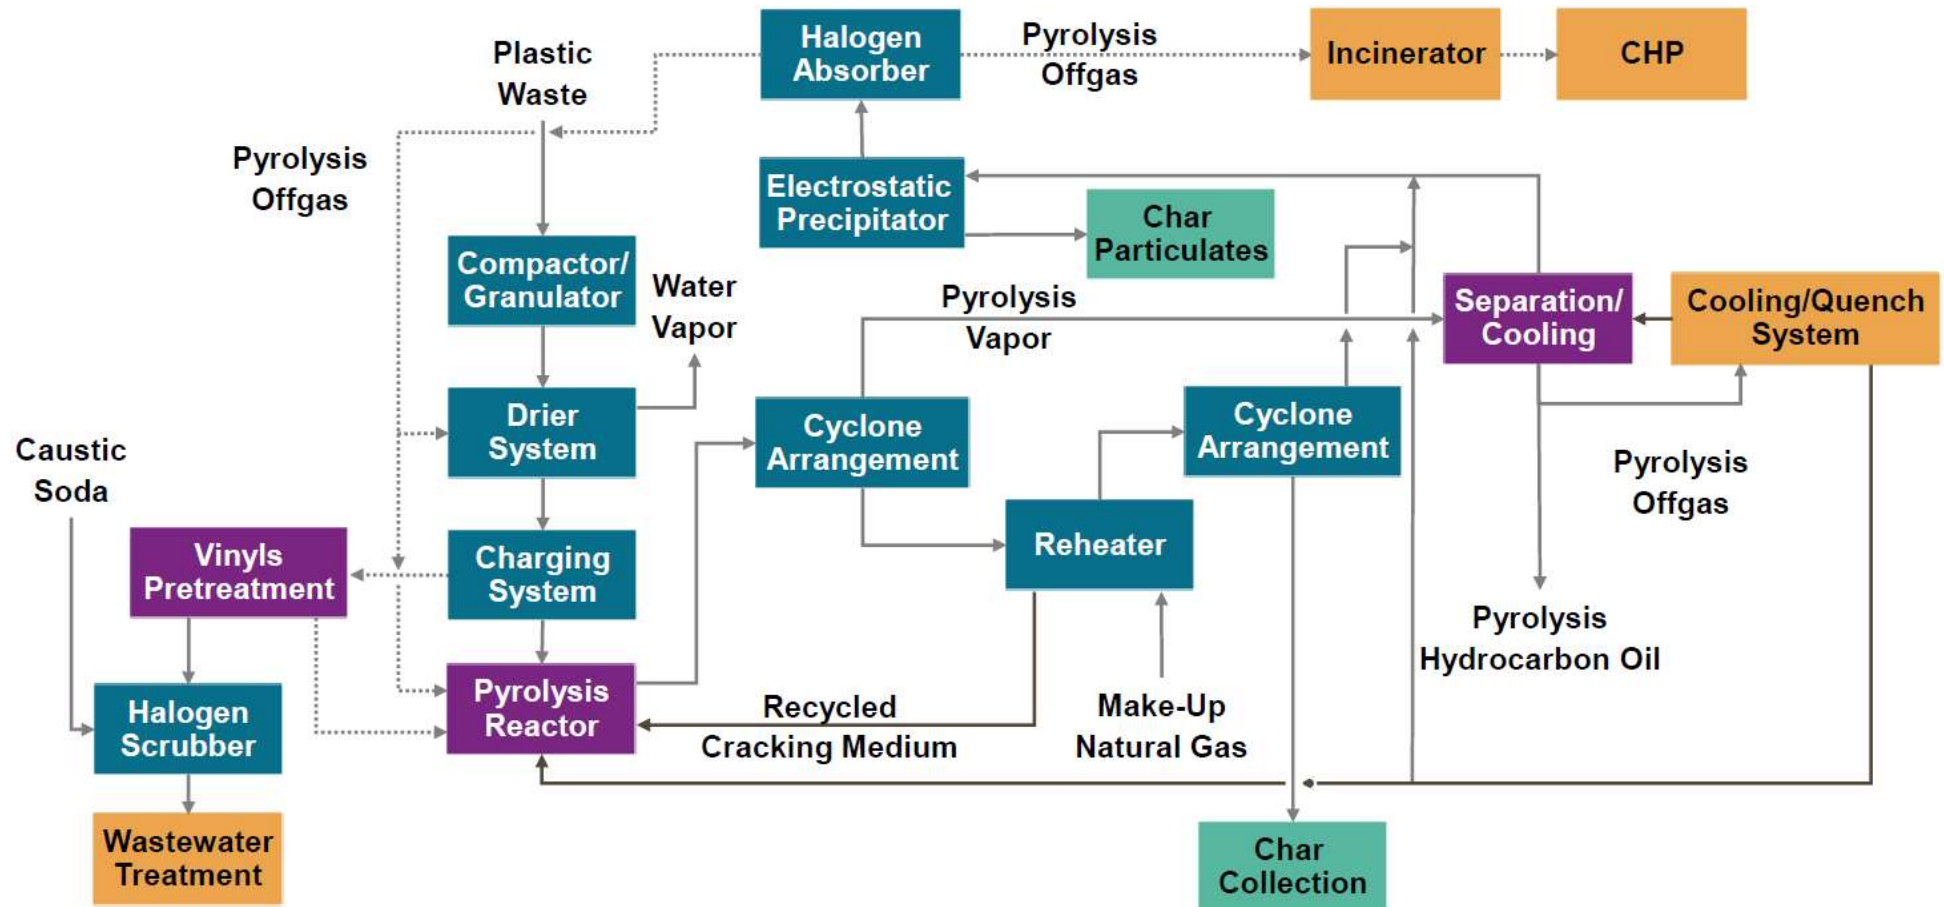 Plastic
Waste
Halogen
Absorber
Pyrolysis
Offgas
Incinerator
CHP
Pyrolysis
Offgas
Electrostatic
Precipitator
Char
Particulates
Compactor/
Granulator
Water
Vapor
Pyrolysis
Vapor
Separation/
Cooling
Cooling/Quench
System
Drier
System
Cyclone
Arrangement
Cyclone
Arrangement
Caustic
Soda
Pyrolysis
Offgas
Vinyls
Pretreatment
Charging
System
Reheater
Pyrolysis
Hydrocarbon Oil
Halogen
Scrubber
Pyrolysis
Reactor
Recycled
Cracking Medium
Make-Up
Natural Gas
Wastewater
Treatment
Char
Collection